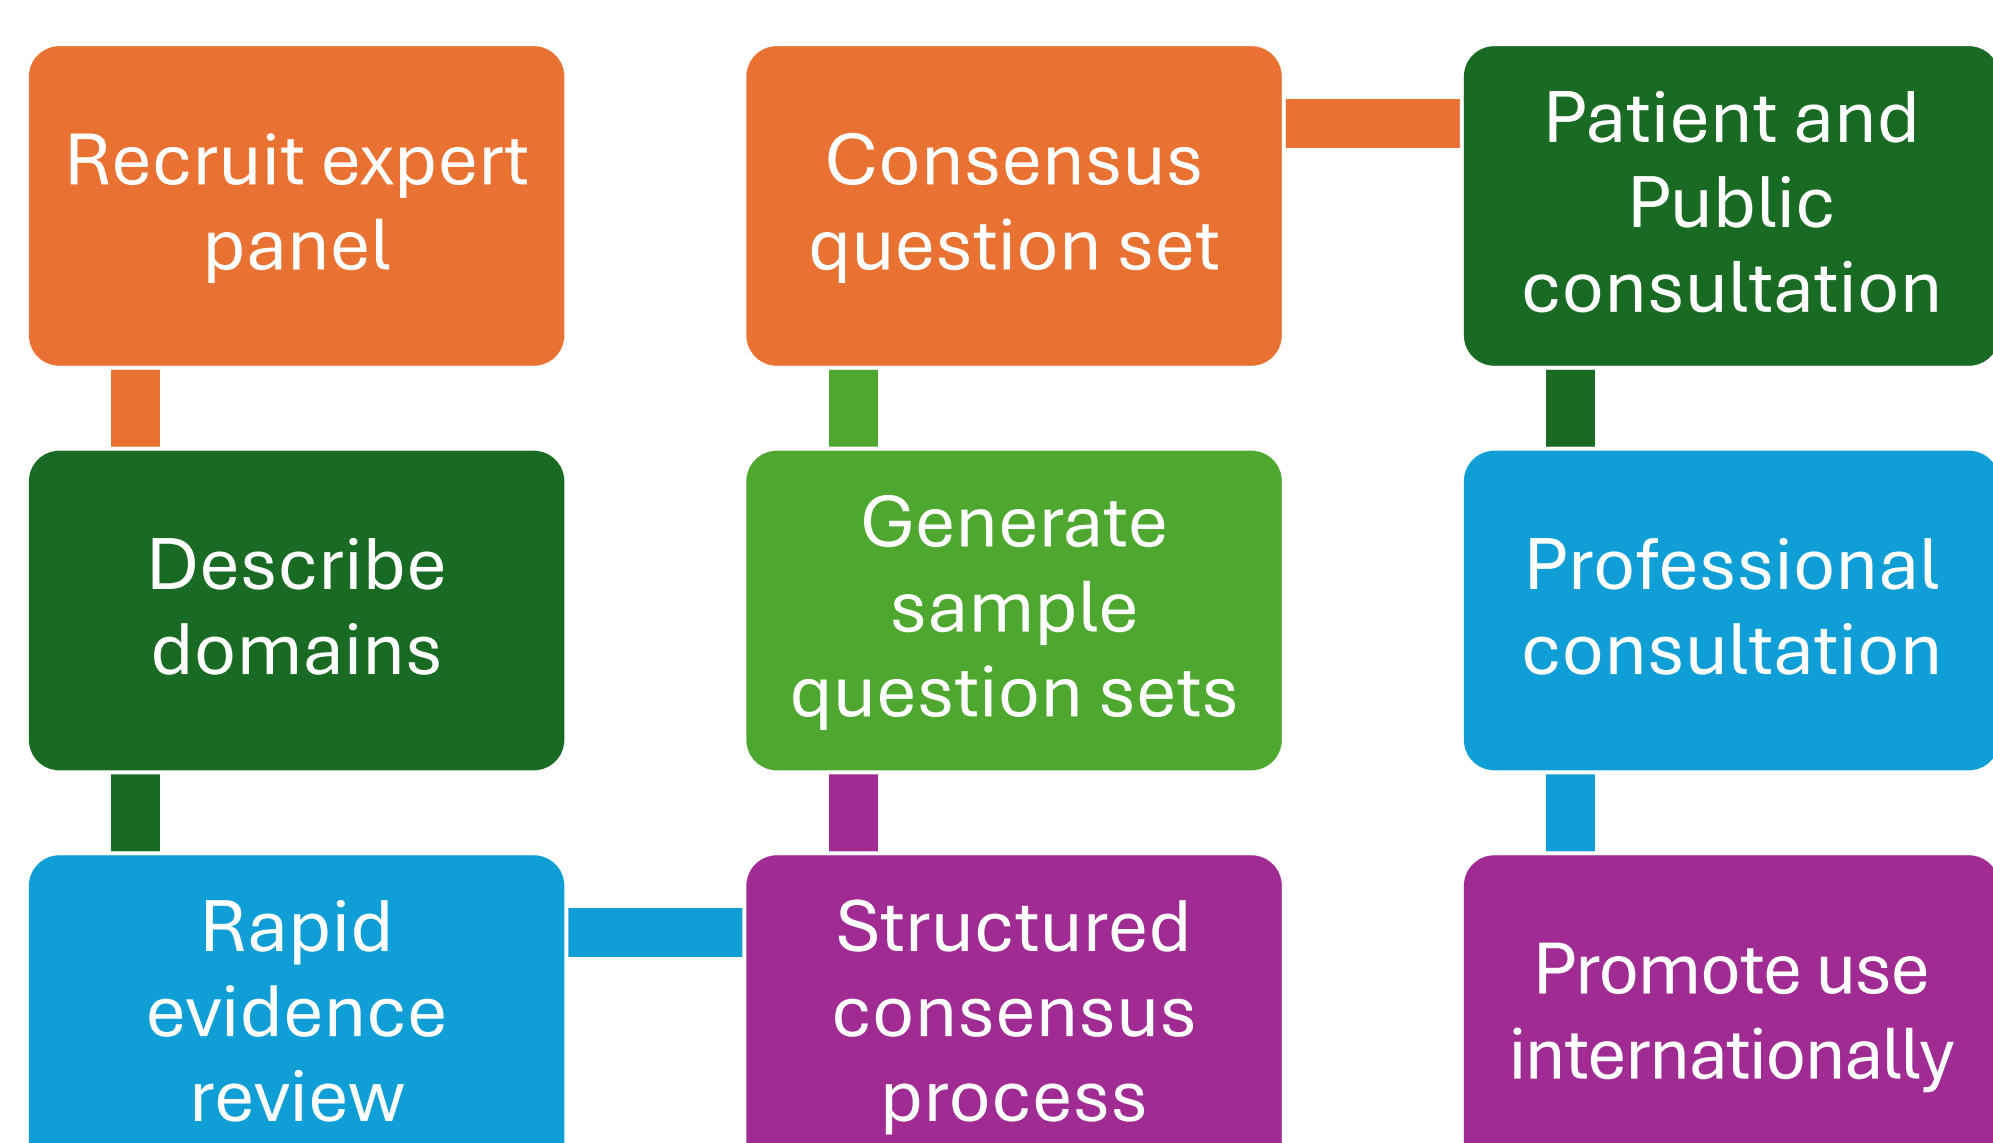 Recruit expert
panel
Describe
domains
Rapid
evidence
review
Structured
consensus
process
Generate
sample
question sets
Consensus
question set
Patient and
Public
consultation
Professional
consultation
Promote use
internationally